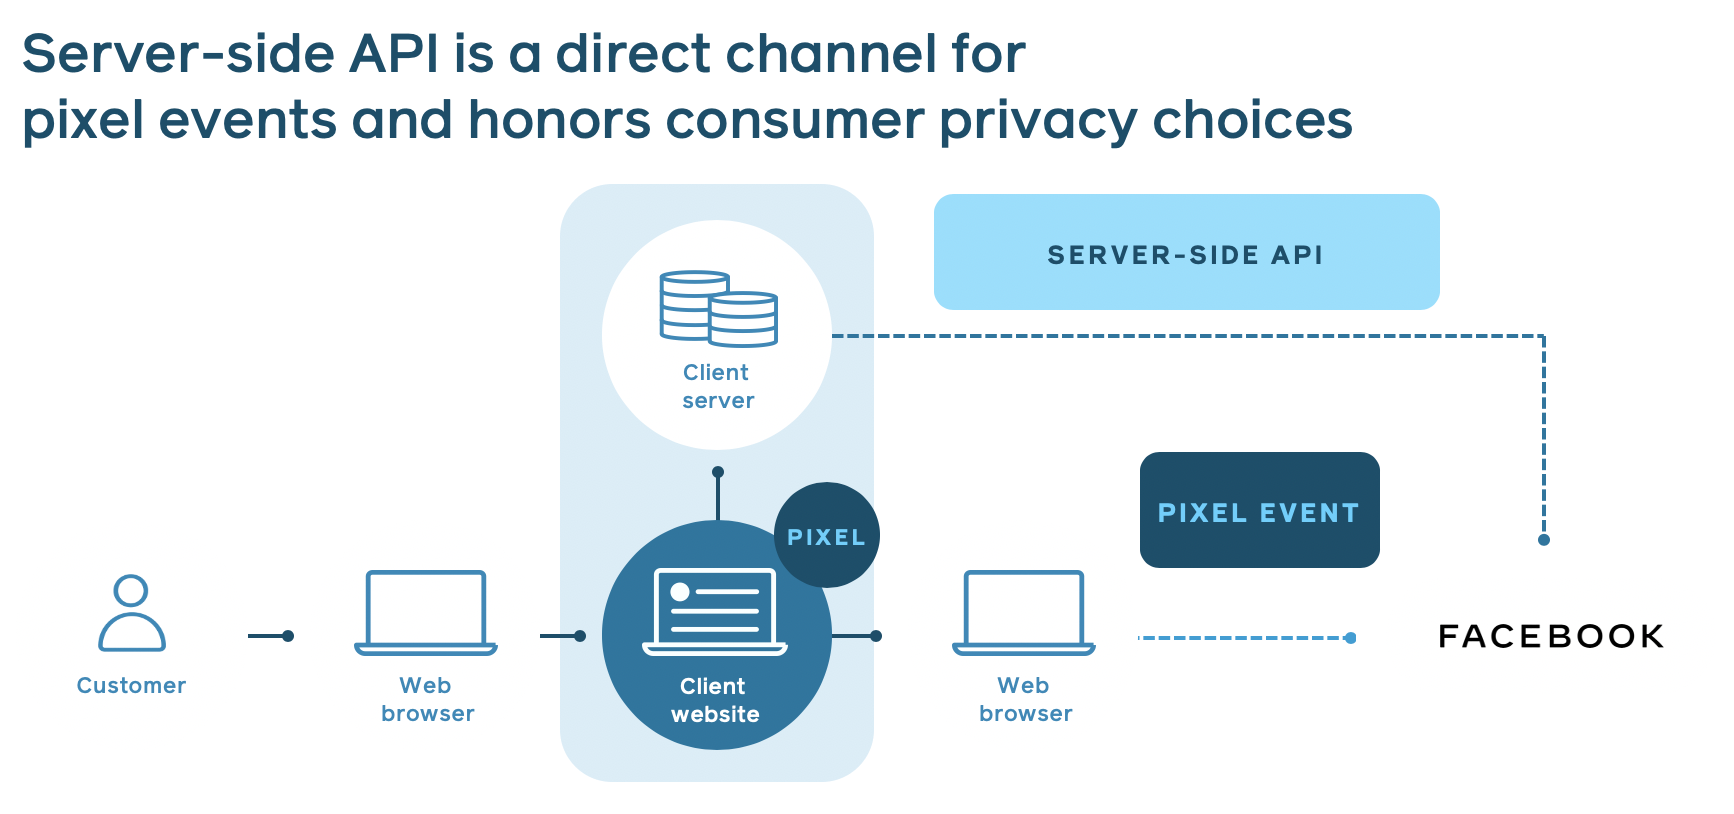 Server-side API is a direct channel for
pixel events and honors consumer privacy choices
SERVER-SIDE API
Client
server
PIXEL EVENT
PIXEL
FACEBOOK
Customer
Web
browser
Client
website
Web
browser